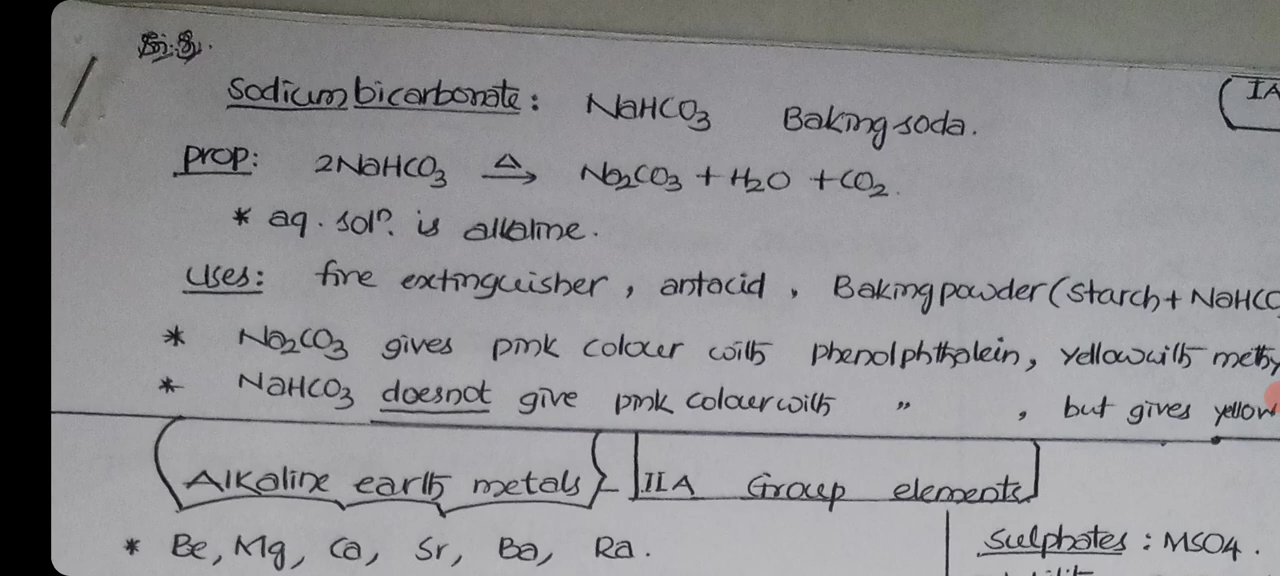 Sodium bicarbonate: NaHCO3 Baking soda.
IA
Prop: 2NaHCO3 →Δ Na2CO3 + H2O + CO2.
* aq. soln. is alkaline.
Uses: fire extinguisher, antacid, Baking powder (Starch + NaHCO
* Na2CO3 gives pink colour with phenolphthalein, yellow with methy
* NaHCO3 doesnot give pink colour with ", but gives yellow
Alkaline earth metals IIA Group elements
* Be, Mg, Ca, Sr, Ba, Ra.
Sulphates: MSO4.